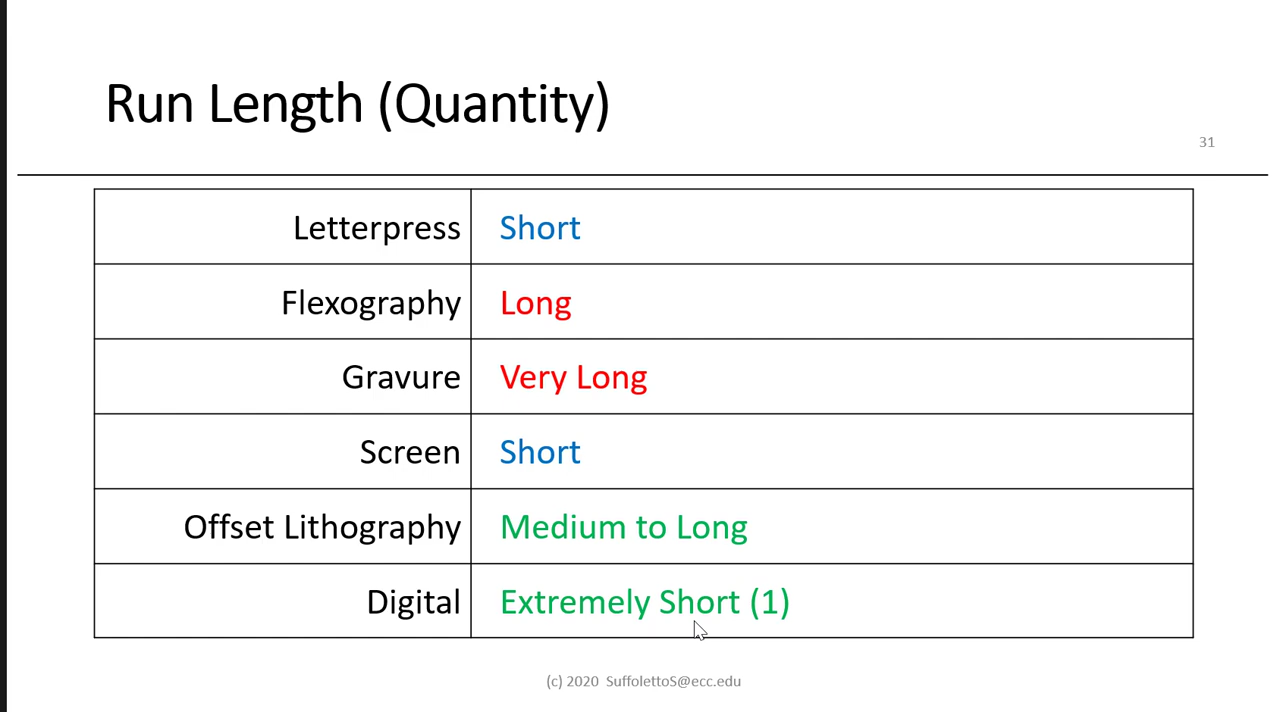 Run Length (Quantity)
31
Letterpress Short
Flexography Long
Gravure Very Long
Screen Short
Offset Lithography Medium to Long
Digital Extremely Short (1)
(c) 2020 SuffolettoS@ecc.edu